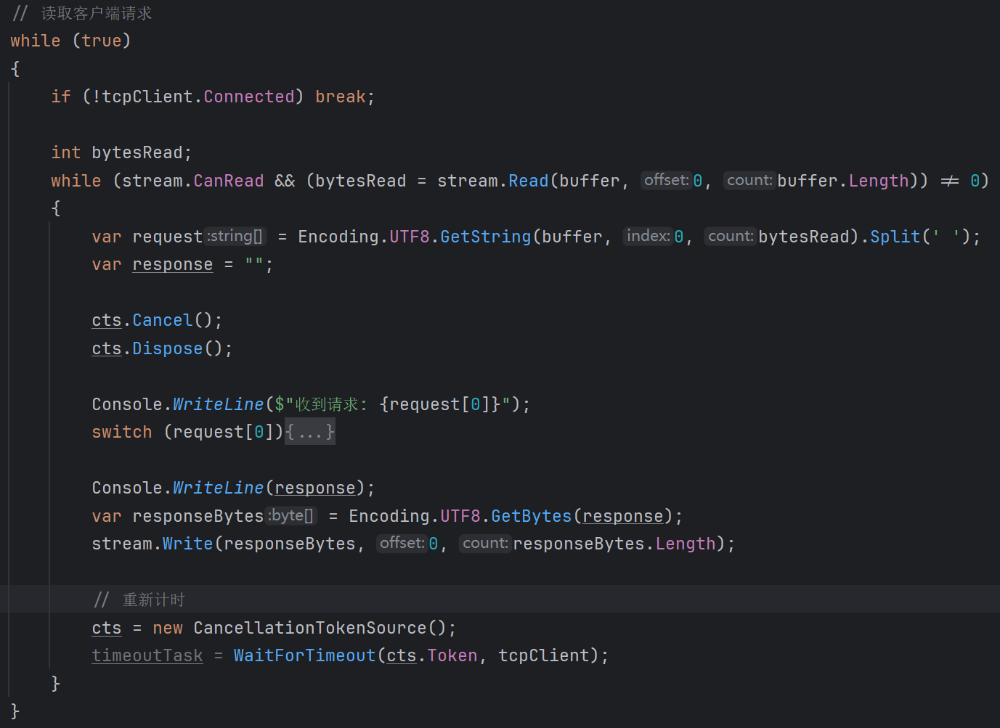 // 读取客户端请求
while (true)
{
if (!tcpClient.Connected) break;
int bytesRead;
while (stream.CanRead && (bytesRead = stream.Read(buffer, offset:0, count:buffer.Length)) ≠ 0)
{
var request:string[] = Encoding.UTF8.GetString(buffer, index:0, count:bytesRead).Split(' ');
var response = "";
cts.Cancel();
cts.Dispose();
Console.WriteLine($"收到请求: {request[0]}");
switch (request[0]){...}
Console.WriteLine(response);
var responseBytes:byte[] = Encoding.UTF8.GetBytes(response);
stream.Write(responseBytes, offset:0, count:responseBytes.Length);
// 重新计时
cts = new CancellationTokenSource();
timeoutTask = WaitForTimeout(cts.Token, tcpClient);
}
}